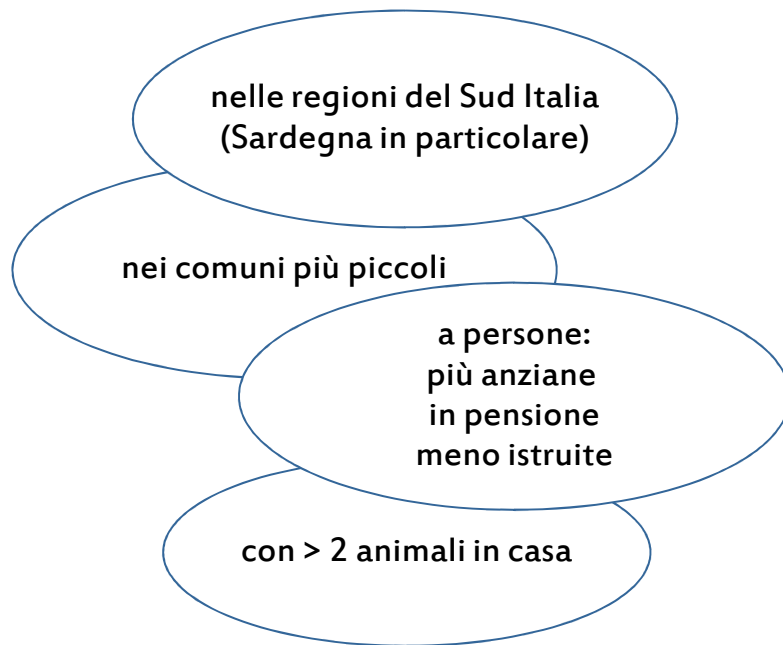 nelle regioni del Sud Italia
(Sardegna in particolare)
nei comuni più piccoli
a persone:
più anziane
in pensione
meno istruite
con > 2 animali in casa